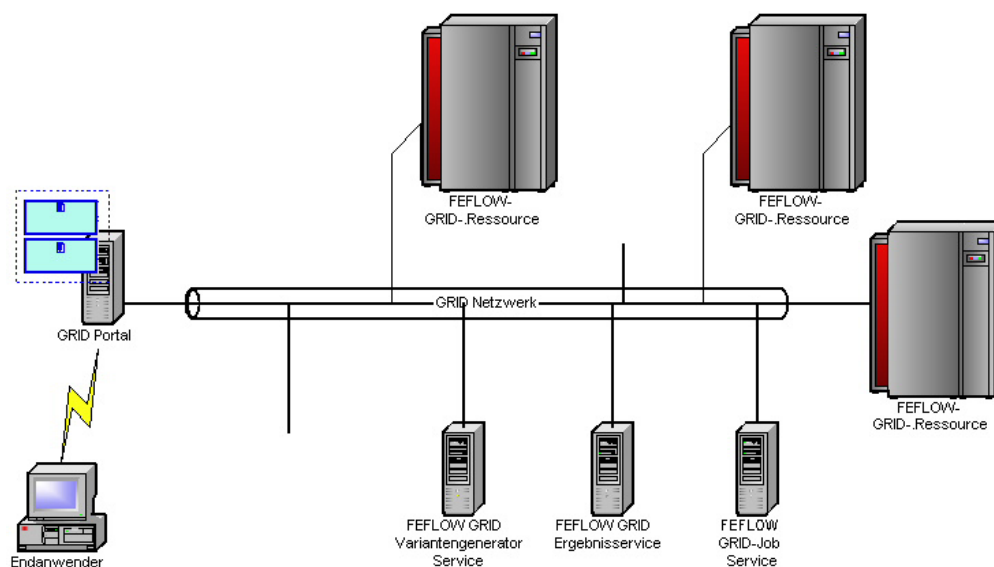 FEFLOW-
GRID-.Ressource
FEFLOW-
GRID-.Ressource
GRID Netzwerk
GRID Portal
FEFLOW-
GRID-.Ressource
FEFLOW GRID
Variantengenerator
Service
FEFLOW GRID
Ergebnisservice
FEFLOW
GRID-Job
Service
Endanwender